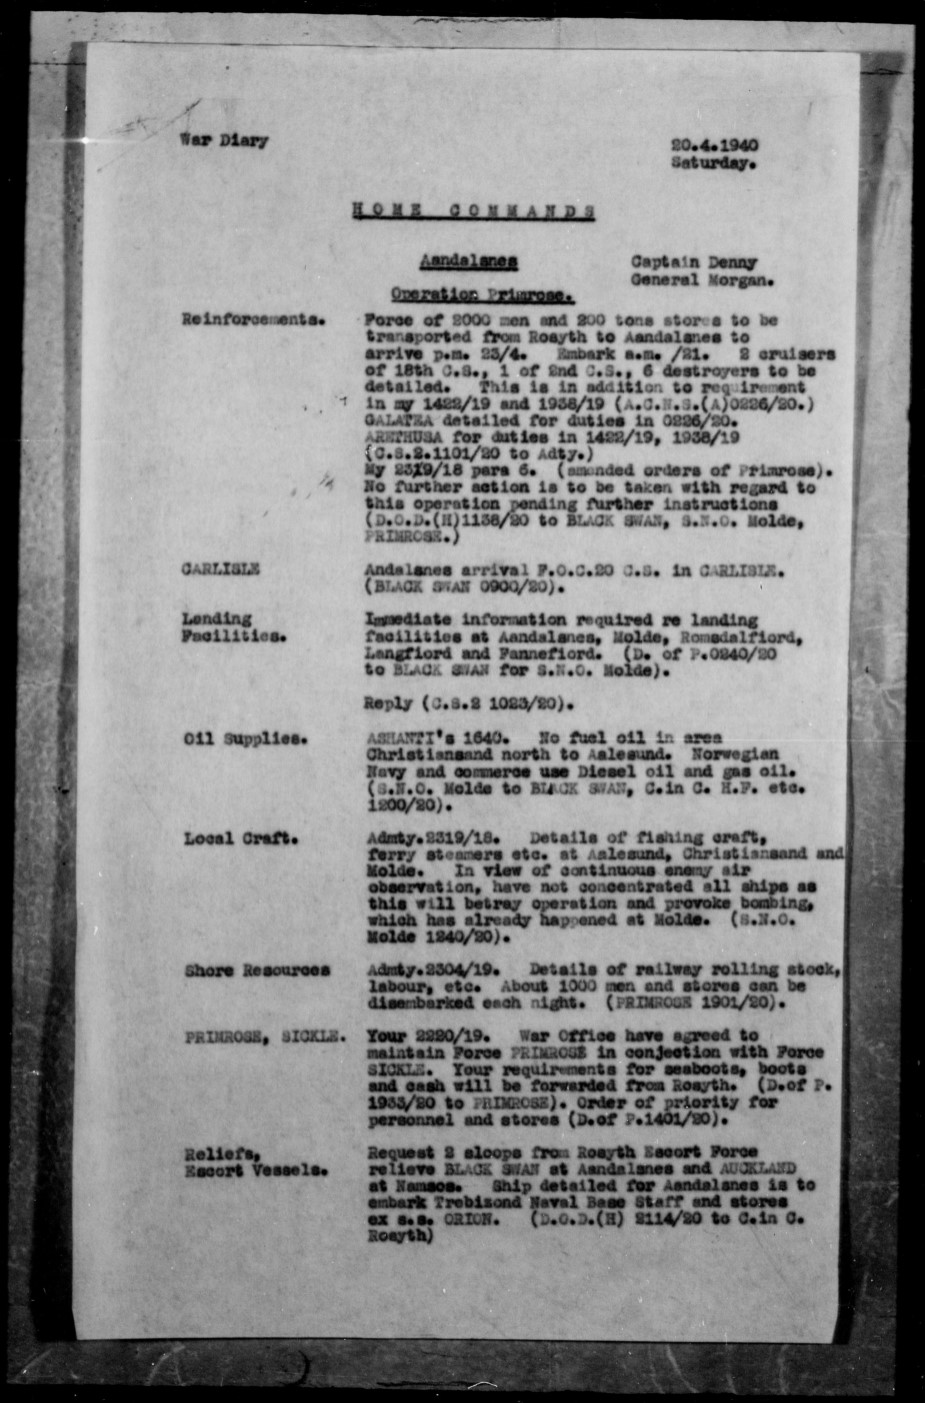 War Diary
20.4.1940
Saturday.
HOME COMMANDS
Aandalanes
Captain Denny
General Morgan.
Operation Primrose.
Reinforcements.
Force of 2000 men and 200 tons stores to be
transported from Rosyth to Aandalanes to
arrive p.m. 23/4. Embark a.m. /21. 2 cruisers
of 18th C.S., 1 of 2nd C.S., 6 destroyers to be
detailed. This is in addition to requirement
in my 1422/19 and 1938/19 (A.C.N.S.(A)0226/20.)
GALATEA detailed for duties in 0226/20.
ARETHUSA for duties in 1422/19, 1938/19
(C.S.2.1101/20 to Adty.)
My 2319/18 para 6. (amended orders of Primrose).
No further action is to be taken with regard to
this operation pending further instructions
(D.O.D.(H)1138/20 to BLACK SWAN, S.N.O. Molde,
PRIMROSE.)
CARLISLE
Andalanes arrival F.O.C.20 C.S. in CARLISLE.
(BLACK SWAN 0900/20).
Landing
Facilities.
Immediate information required re landing
facilities at Aandalanes, Molde, Romsdalfiord,
Langfiord and Fannefiord. (D. of P.0240/20
to BLACK SWAN for S.N.O. Molde).
Reply (C.S.2 1023/20).
Oil Supplies.
ASHANTI's 1640. No fuel oil in area
Christiansand north to Aalesund. Norwegian
Navy and commerce use Diesel oil and gas oil.
(S.N.O. Molde to BLACK SWAN, C.in C. H.F. etc.
1200/20).
Local Craft.
Admty.2319/18. Details of fishing craft,
ferry steamers etc. at Aalesund, Christiansand and
Molde. In view of continuous enemy air
observation, have not concentrated all ships as
this will betray operation and provoke bombing,
which has already happened at Molde. (S.N.O.
Molde 1240/20).
Shore Resources
Admty.2304/19. Details of railway rolling stock,
labour, etc. About 1000 men and stores can be
disembarked each night. (PRIMROSE 1901/20).
PRIMROSE, SICKLE.
Your 2220/19. War Office have agreed to
maintain Force PRIMROSE in conjection with Force
SICKLE. Your requirements for seaboots, boots
and cash will be forwarded from Rosyth. (D.of P.
1933/20 to PRIMROSE). Order of priority for
personnel and stores (D.of P.1401/20).
Reliefs,
Escort Vessels.
Request 2 sloops from Rosyth Escort Force
relieve BLACK SWAN at Aandalanes and AUCKLAND
at Namsos. Ship detailed for Aandalanes is to
embark Trebizond Naval Base Staff and stores
ex s.s. ORION. (D.O.D.(H) 2114/20 to C.in C.
Rosyth)